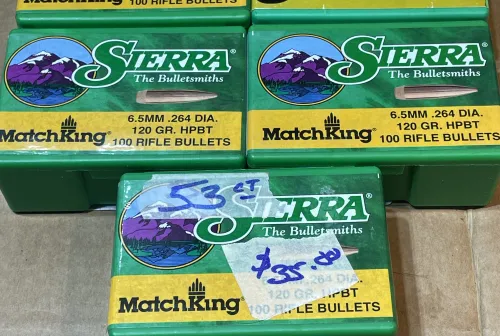 100 RIFLE BULLETS
SIERRA®
The Bulletsmiths
6.5MM .264 DIA.
120 GR. HPBT
MatchKing®
100 RIFLE BULLETS
SIERRA®
The Bulletsmiths
6.5MM .264 DIA.
120 GR. HPBT
MatchKing®
100 RIFLE BULLETS
53 CT
SIERRA®
The Bulletsmiths
$35.00
.264 DIA.
120 GR. HPBT
MatchKing®
100 RIFLE BULLETS